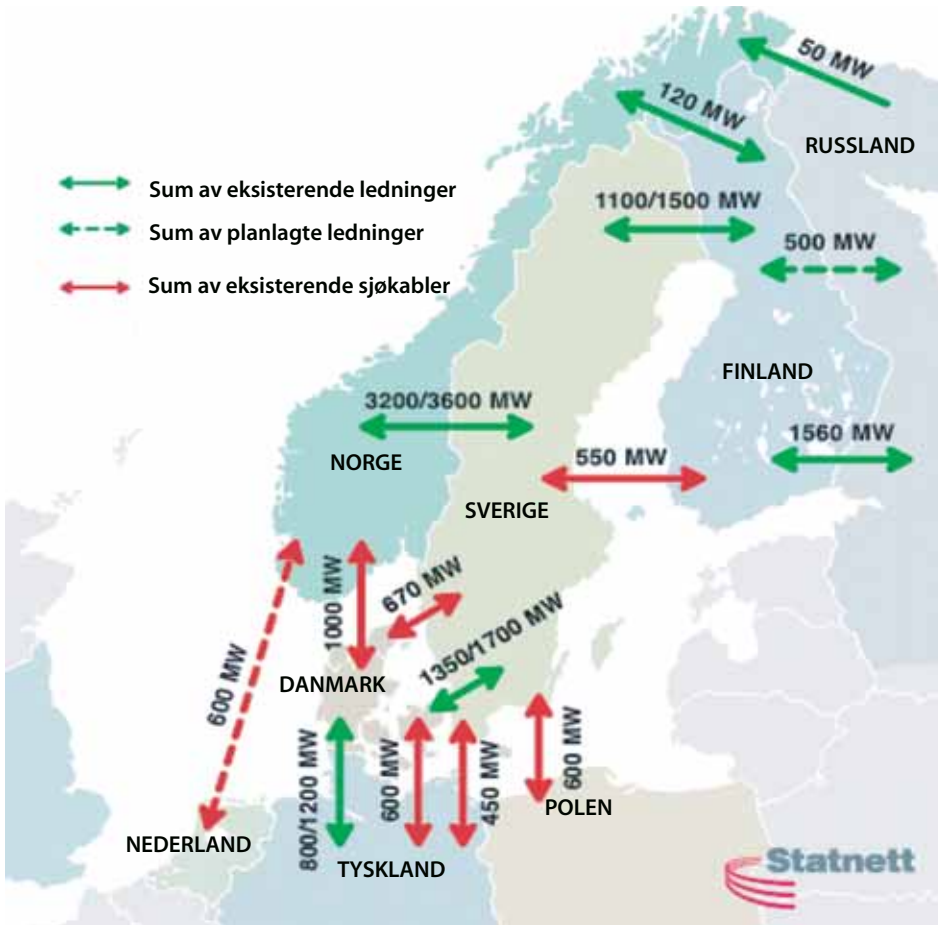 50 MW
120 MW
RUSSLAND
Sum av eksisterende ledninger
1100/1500 MW
Sum av planlagte ledninger
500 MW
Sum av eksisterende sjøkabler
FINLAND
3200/3600 MW
1560 MW
NORGE
550 MW
SVERIGE
1000 MW
670 MW
1350/1700 MW
600 MW
DANMARK
800/1200 MW
600 MW
450 MW
600 MW
POLEN
NEDERLAND
TYSKLAND
Statnett